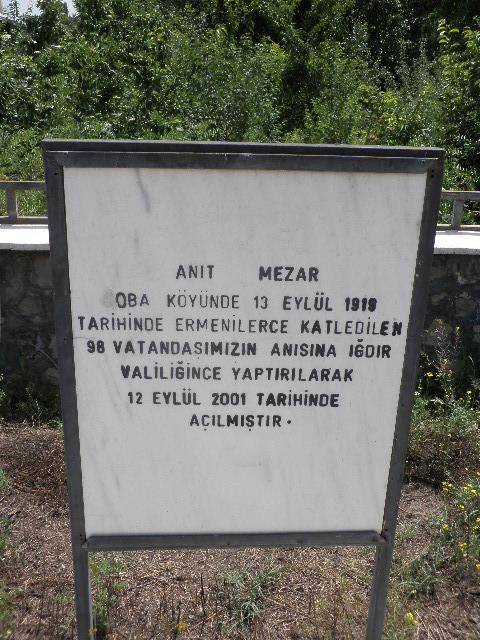 ANIT MEZAR
OBA KÖYÜNDE 13 EYLÜL 1919
TARİHİNDE ERMENİLERCE KATLEDİLEN
98 VATANDAŞIMIZIN ANISINA IĞDIR
VALİLİĞİNCE YAPTIRILARAK
12 EYLÜL 2001 TARİHİNDE
AÇILMIŞTIR.